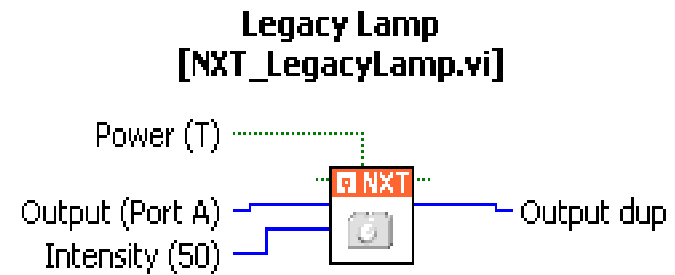 Legacy Lamp
[NXT_LegacyLamp.vi]
Power (T)
NXT
Output (Port A)
Output dup
Intensity (50)